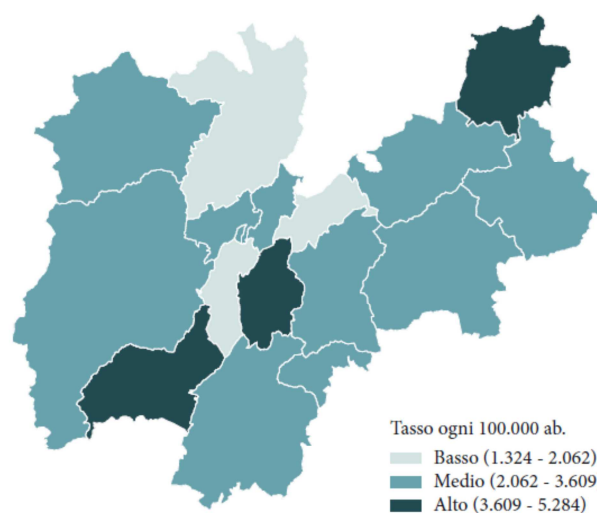 Tasso ogni 100.000 ab.
Basso (1.324 - 2.062)
Medio (2.062 - 3.609
Alto (3.609 - 5.284)